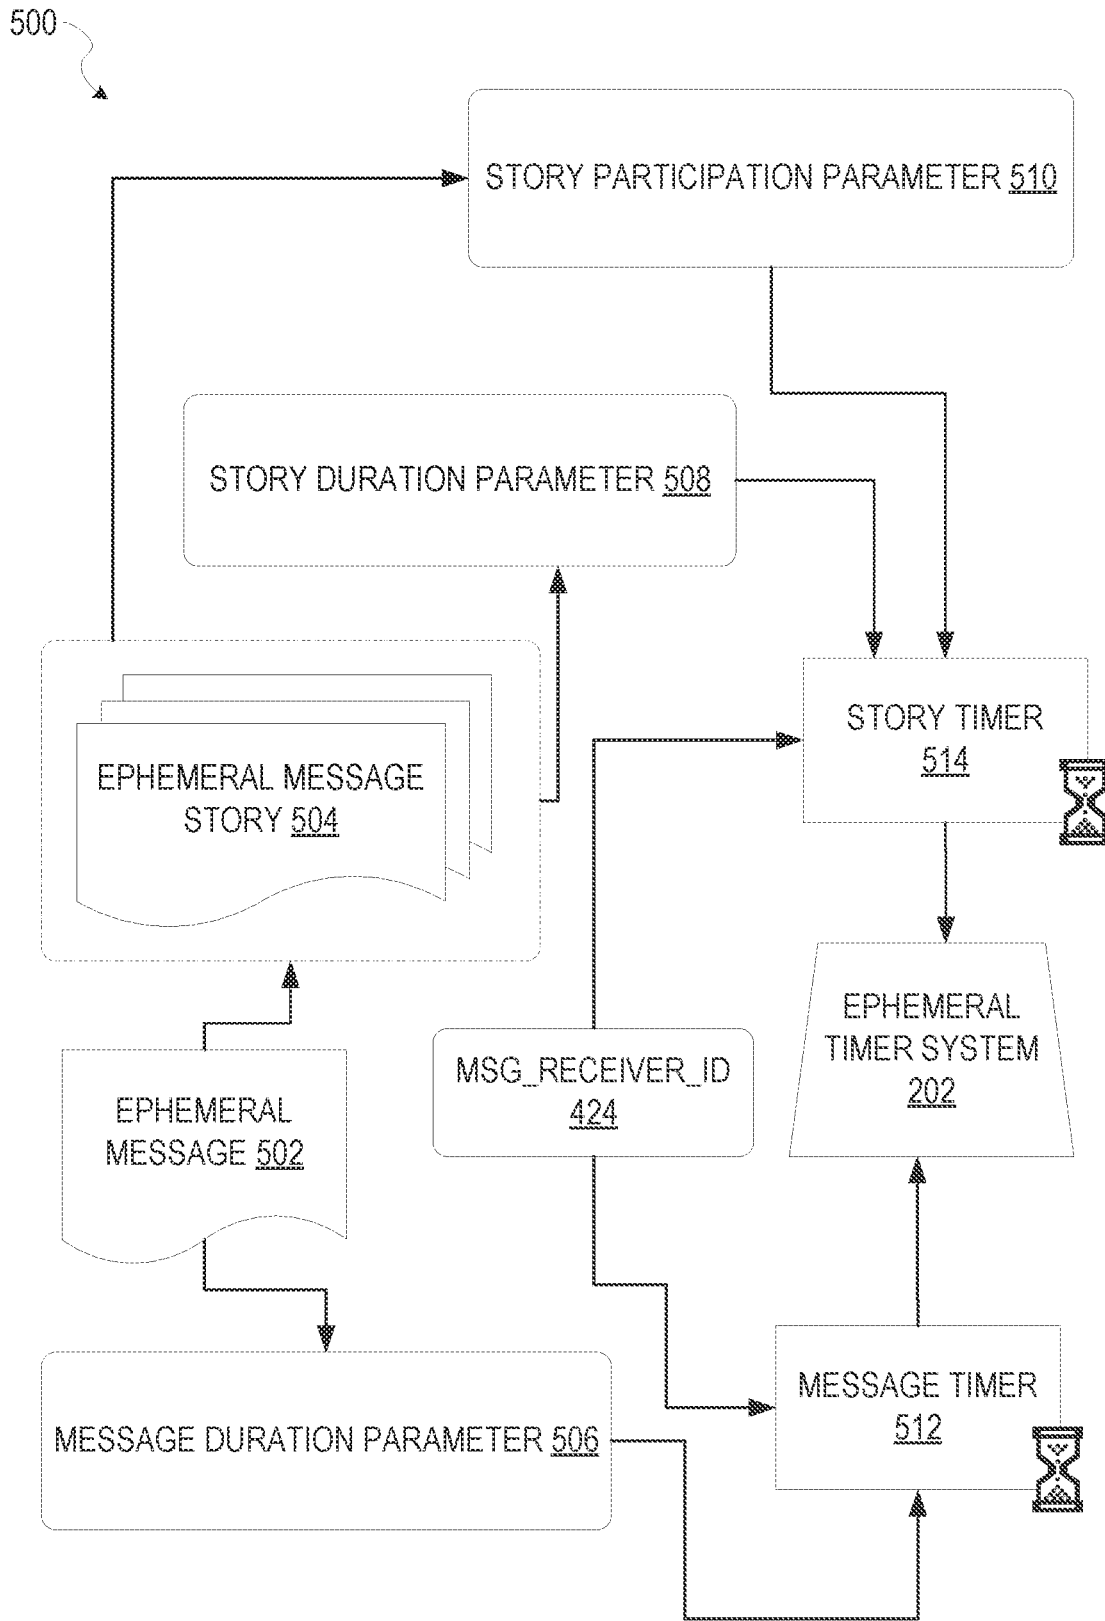 500
STORY PARTICIPATION PARAMETER 510
STORY DURATION PARAMETER 508
STORY TIMER
514
EPHEMERAL MESSAGE
STORY 504
EPHEMERAL
TIMER SYSTEM
202
MSG_RECEIVER_ID
424
EPHEMERAL
MESSAGE 502
MESSAGE TIMER
512
MESSAGE DURATION PARAMETER 506